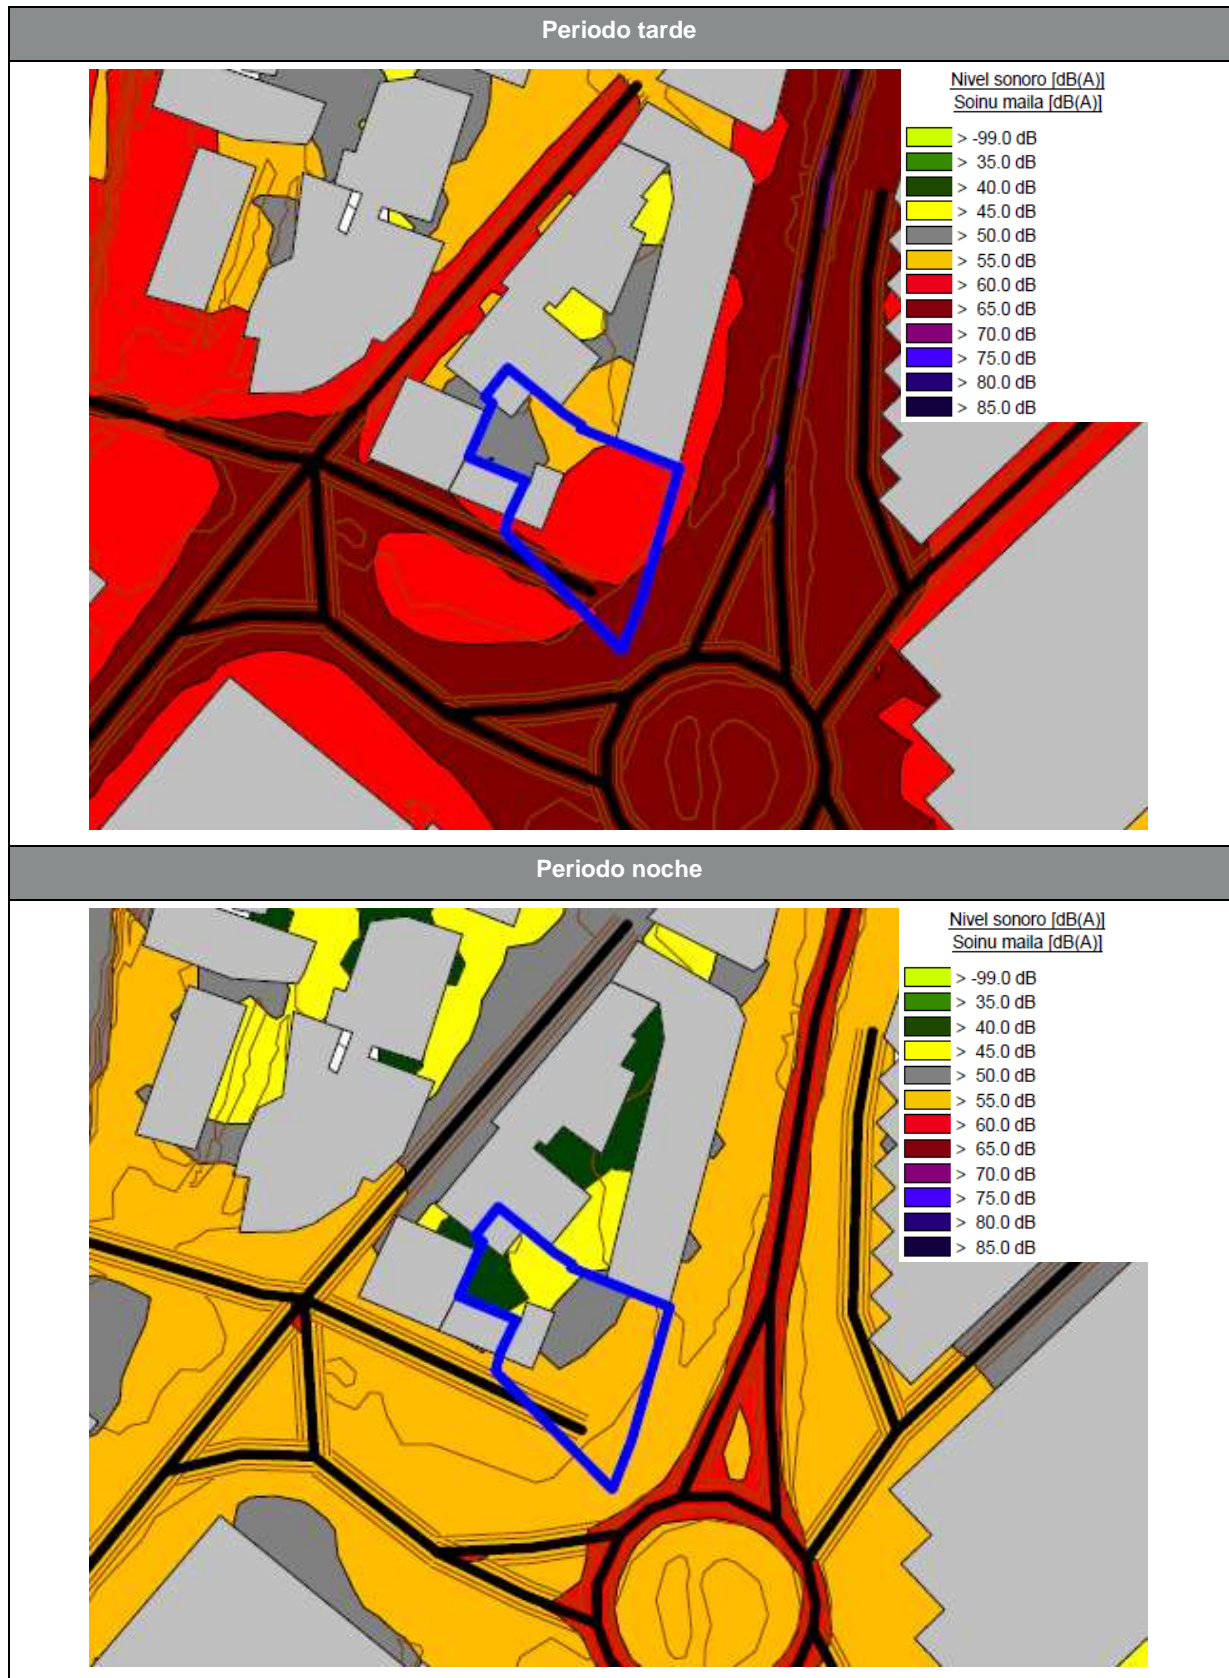 Periodo tarde
Nivel sonoro [dB(A)]
Soinu maila [dB(A)]
> -99.0 dB
> 35.0 dB
> 40.0 dB
> 45.0 dB
> 50.0 dB
> 55.0 dB
> 60.0 dB
> 65.0 dB
> 70.0 dB
> 75.0 dB
> 80.0 dB
> 85.0 dB
Periodo noche
Nivel sonoro [dB(A)]
Soinu maila [dB(A)]
> -99.0 dB
> 35.0 dB
> 40.0 dB
> 45.0 dB
> 50.0 dB
> 55.0 dB
> 60.0 dB
> 65.0 dB
> 70.0 dB
> 75.0 dB
> 80.0 dB
> 85.0 dB